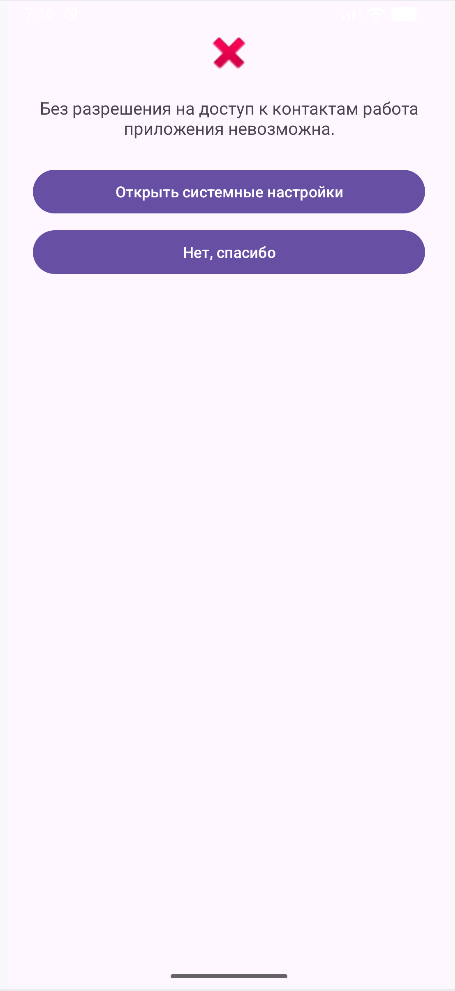 Без разрешения на доступ к контактам работа
приложения невозможна.
Открыть системные настройки
Нет, спасибо